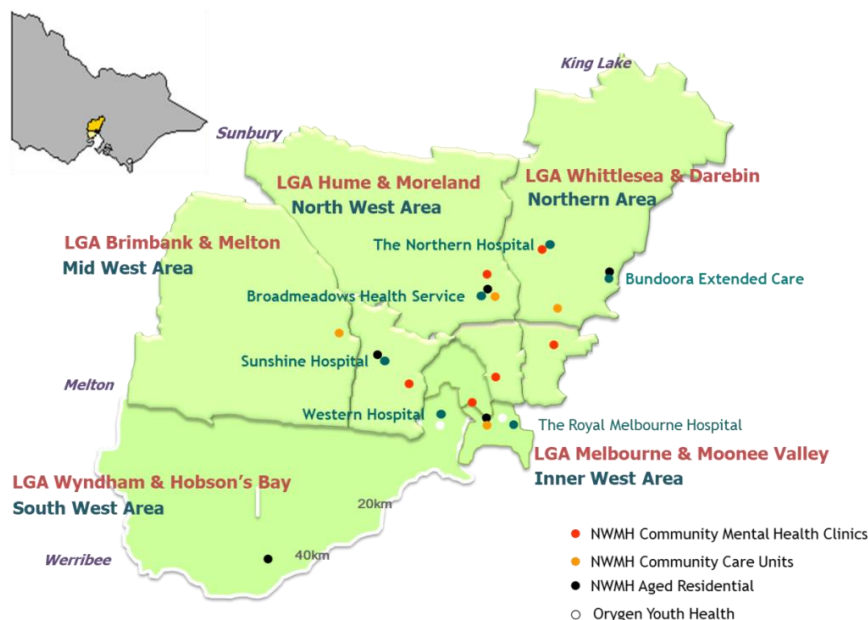 King Lake
Sunbury
LGA Hume & Moreland
North West Area
LGA Whittlesea & Darebin
Northern Area
LGA Brimbank & Melton
Mid West Area
The Northern Hospital
Bundoora Extended Care
Broadmeadows Health Service
Sunshine Hospital
Melton
Western Hospital
The Royal Melbourne Hospital
LGA Melbourne & Moonee Valley
Inner West Area
LGA Wyndham & Hobson's Bay
South West Area
20km
40km
Werribee
NWMH Community Mental Health Clinics
NWMH Community Care Units
NWMH Aged Residential
Orygen Youth Health